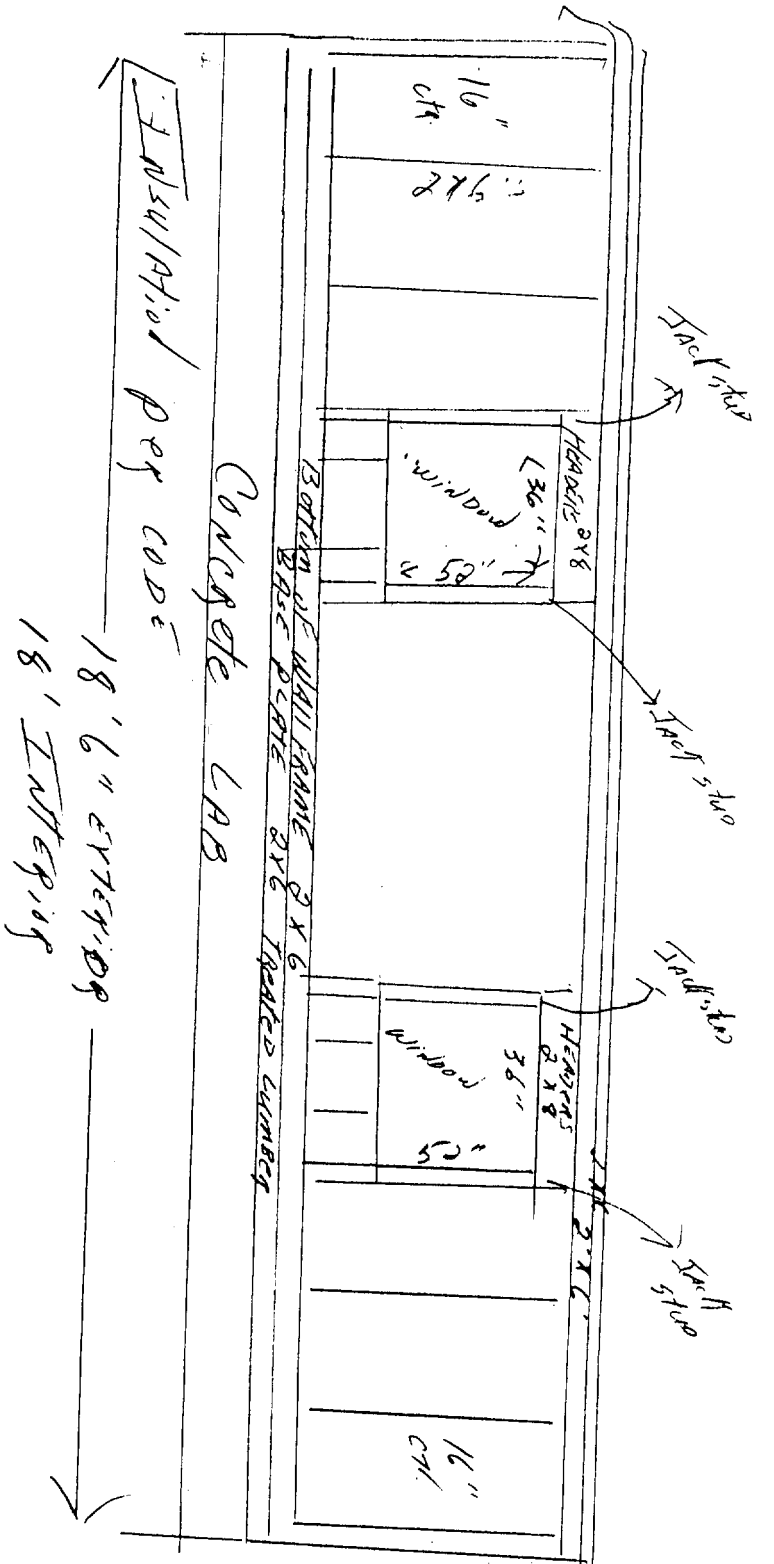 Jack stud
Jack stud
Jack stud
Jack
stud
16"
ctr.
2x6"
HEADERS 2x8
36"
WINDOW
52"
HEADERS
2x8
36"
WINDOW
52"
2x6
16"
ctr.
Bottom of WALL FRAME 2x6
BASE PLATE 2x6 TREATED LUMBER
CONCRETE LAB
INSULATION per CODE
18'6" EXTERIOR
18' INTERIOR